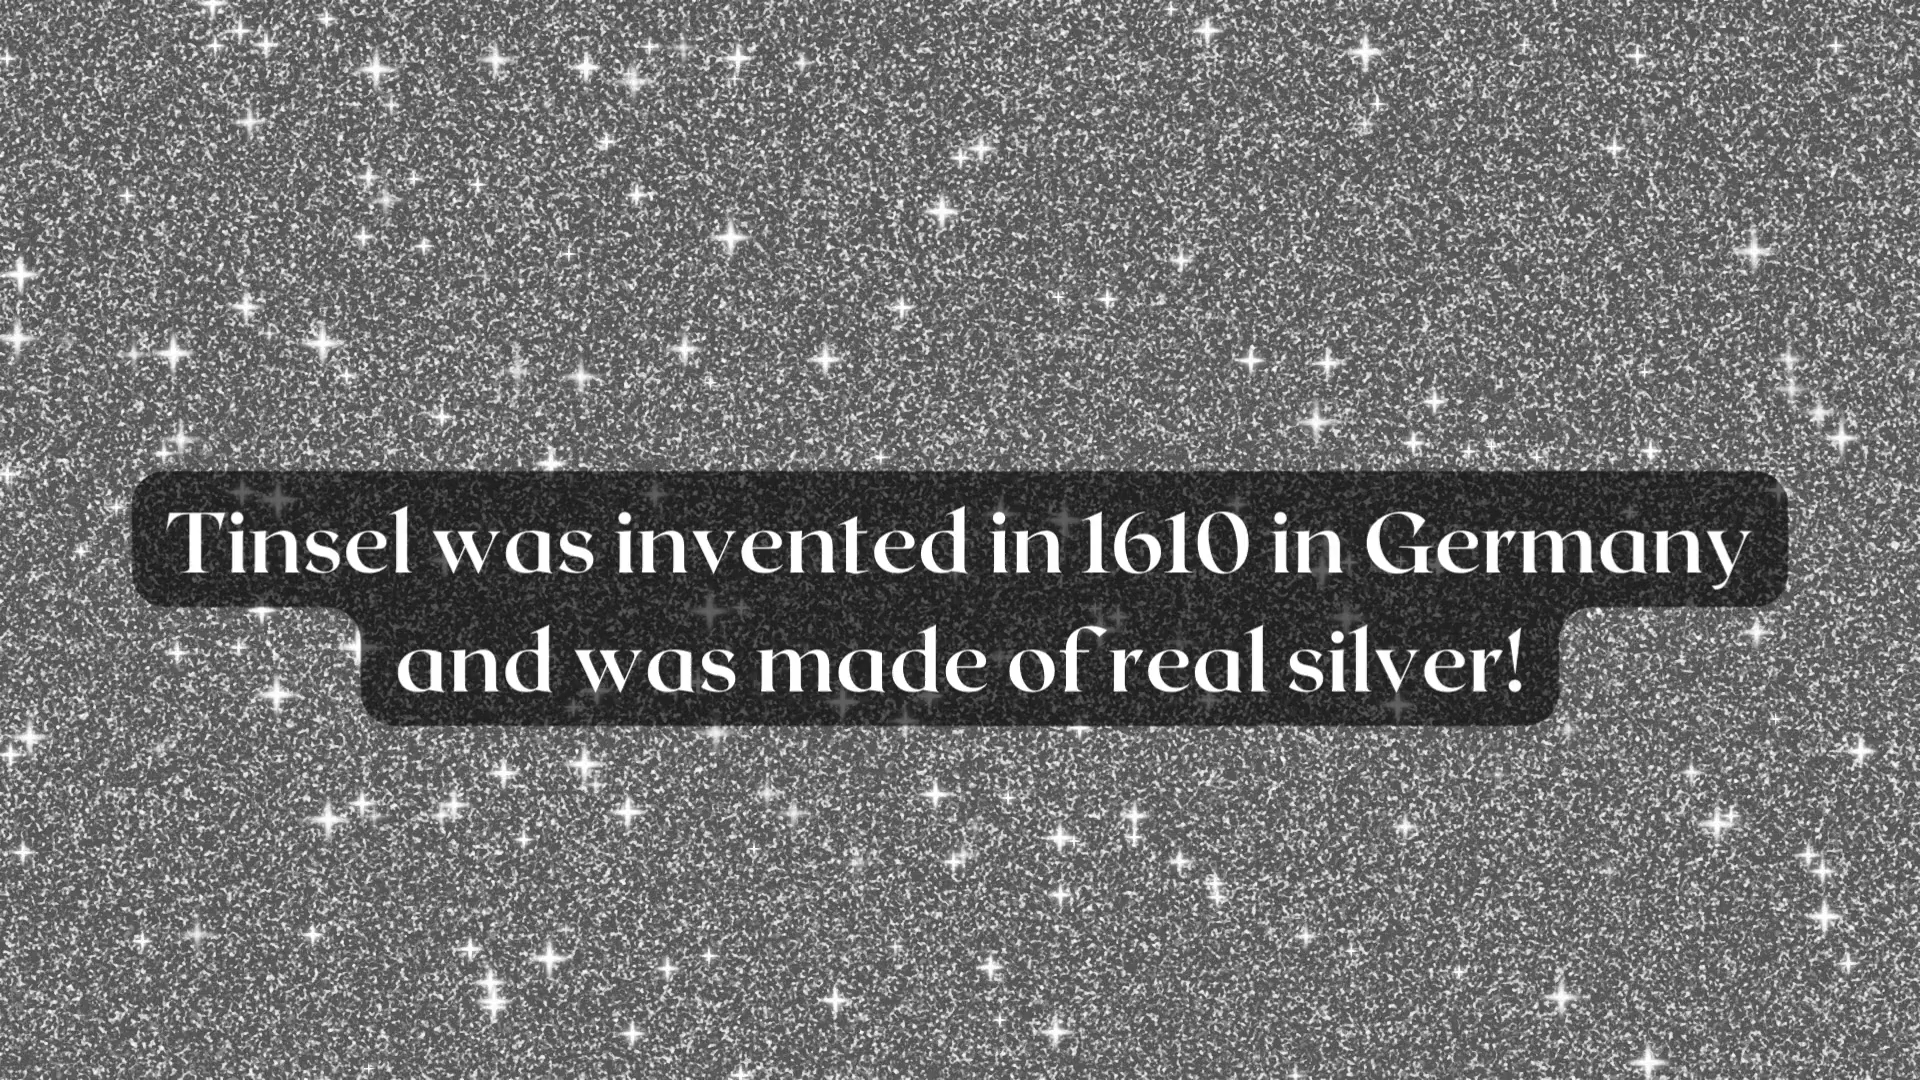 Tinsel was invented in 1610 in Germany
and was made of real silver!